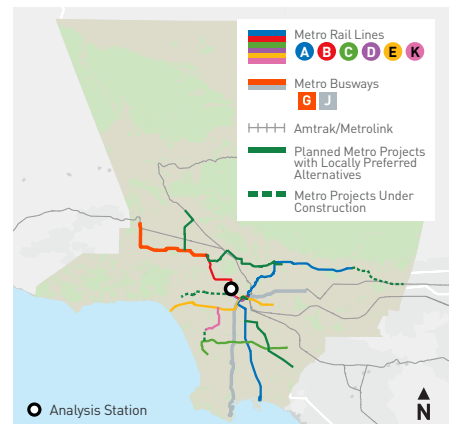 Metro Rail Lines
A B C D E K
Metro Busways
G J
Amtrak/Metrolink
Planned Metro Projects
with Locally Preferred
Alternatives
Metro Projects Under
Construction
Analysis Station
N